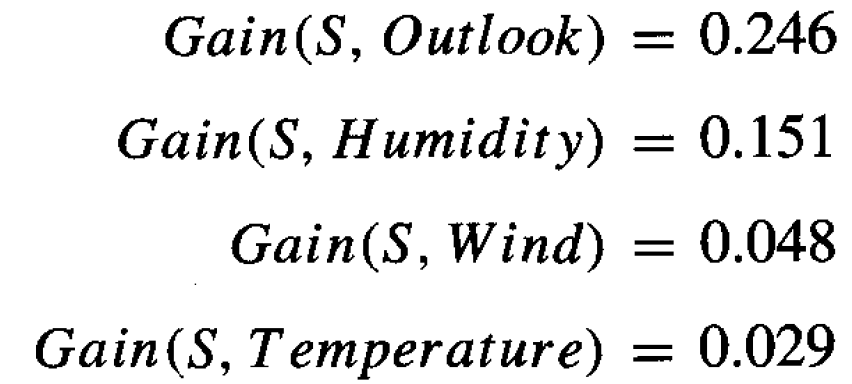 Gain(S, Outlook) = 0.246
Gain(S, Humidity) = 0.151
Gain(S, Wind) = 0.048
Gain(S, Temperature) = 0.029